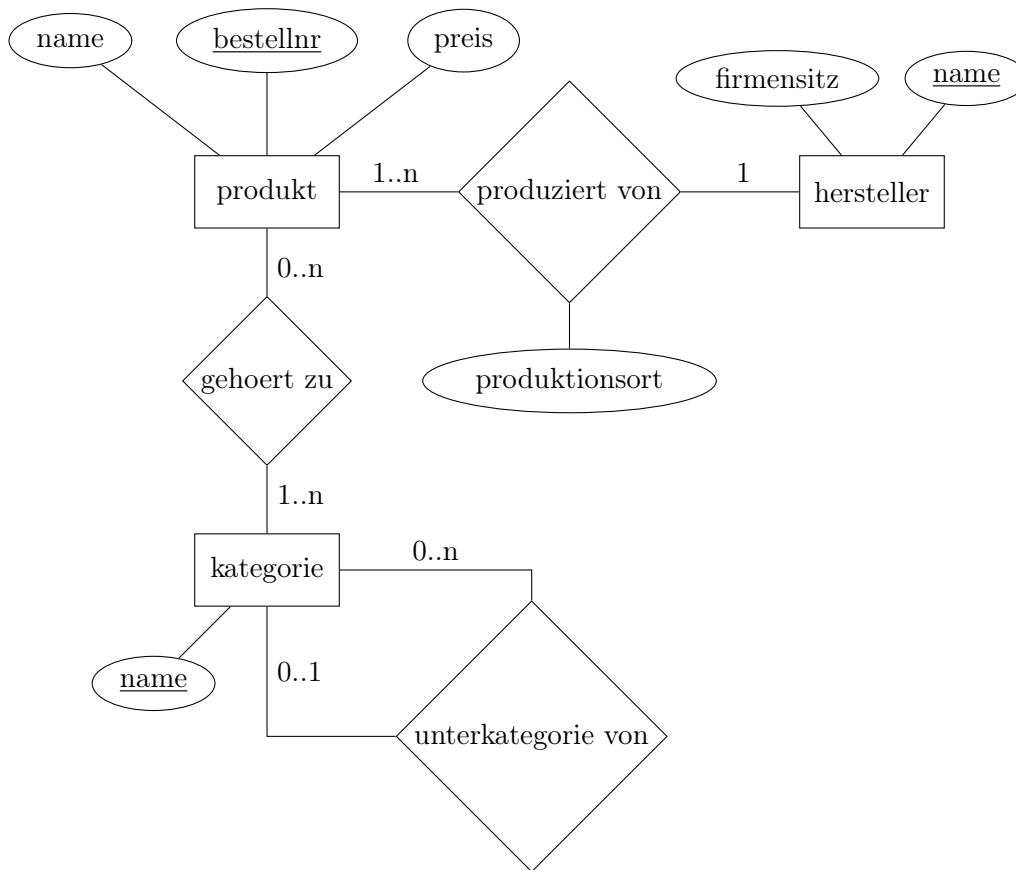 name
bestellnr
preis
firmensitz
name
produkt
1..n
produziert von
1
hersteller
0..n
gehoert zu
produktionsort
1..n
kategorie
0..n
name
0..1
unterkategorie von